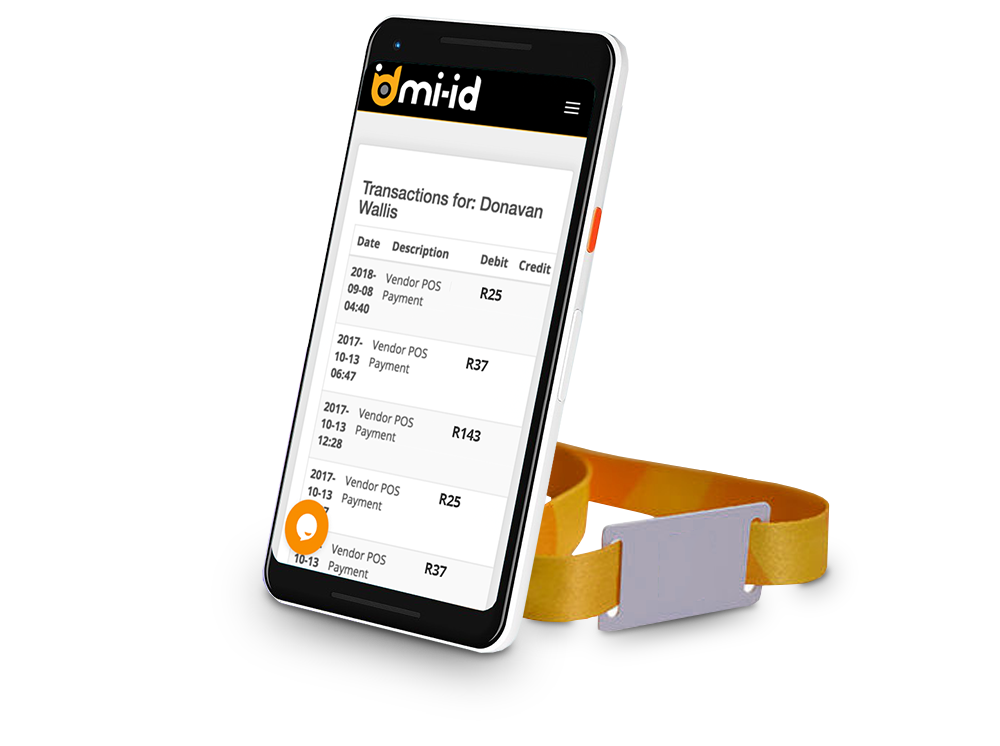 mi-id
Transactions for: Donavan
Wallis
Date Description Debit Credit
2018-
09-08
04:40
Vendor POS
Payment
R25
2017-
10-13
06:47
Vendor POS
Payment
R37
2017-
10-13
12:28
Vendor POS
Payment
R143
2017-
10-13
Vendor POS
Payment
R25
10-13
Vendor POS
Payment
R37